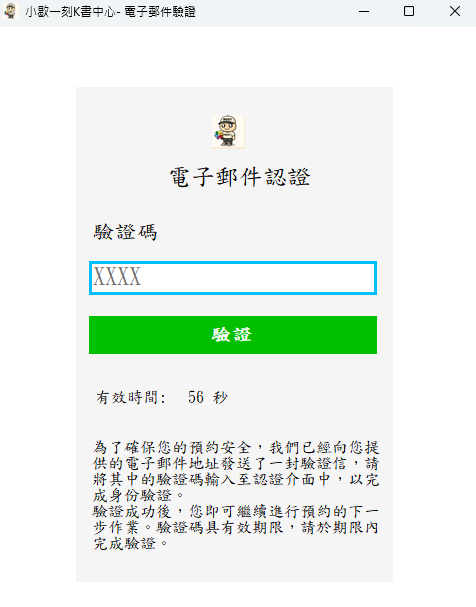 小歇一刻K書中心- 電子郵件驗證
電子郵件認證
驗證碼
XXXX
驗證
有效時間: 56 秒
為了確保您的預約安全，我們已經向您提
供的電子郵件地址發送了一封驗證信，請
將其中的驗證碼輸入至認證介面中，以完
成身份驗證。
驗證成功後，您即可繼續進行預約的下一
步作業。驗證碼具有效期限，請於期限內
完成驗證。